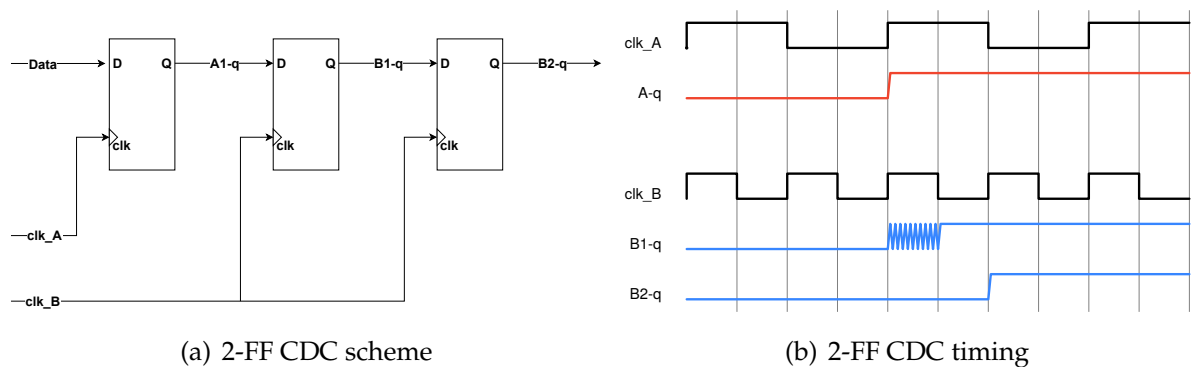 Data D Q A1-q D Q B1-q D Q B2-q
clk clk clk
clk_A
clk_B
(a) 2-FF CDC scheme
clk_A
A-q
clk_B
B1-q
B2-q
(b) 2-FF CDC timing